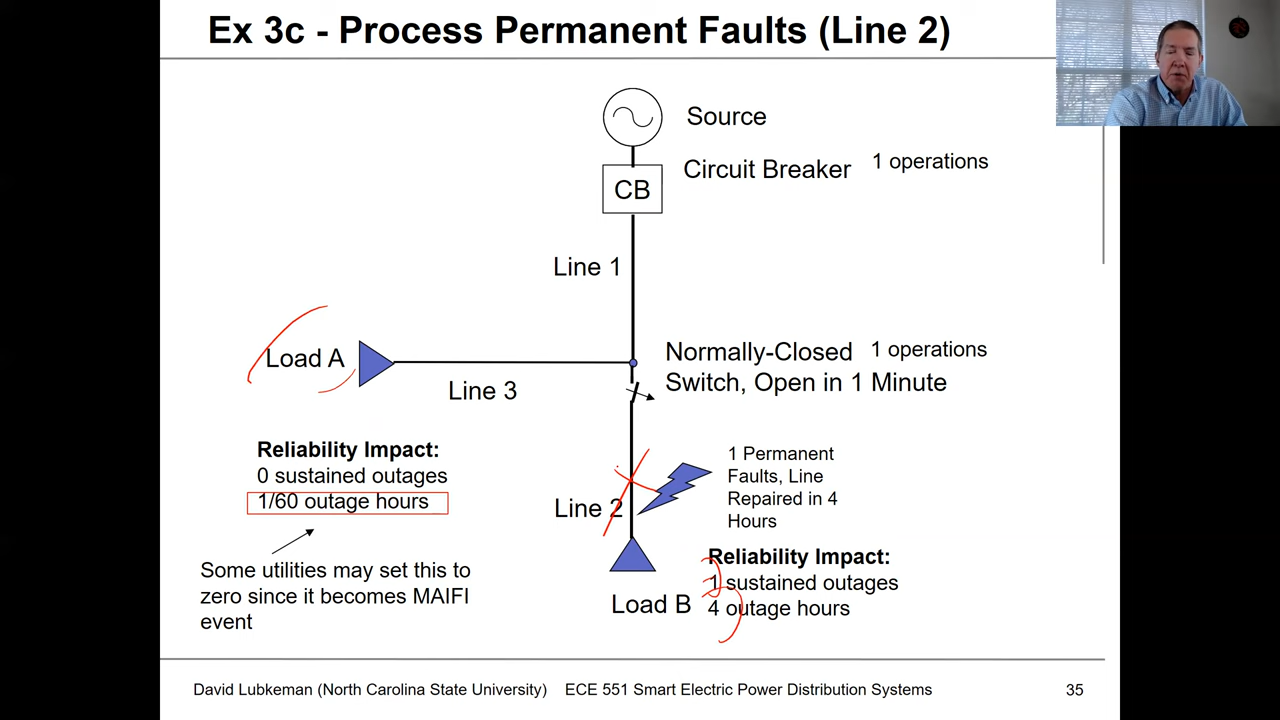 Ex 3c - Process Permanent Faults (Line 2)
Source
Circuit Breaker
1 operations
CB
Line 1
Load A
Line 3
Normally-Closed
Switch, Open in 1 Minute
1 operations
Reliability Impact:
0 sustained outages
1/60 outage hours
Some utilities may set this to
zero since it becomes MAIFI
event
Line 2
1 Permanent
Faults, Line
Repaired in 4
Hours
Load B
Reliability Impact:
1 sustained outages
4 outage hours
David Lubkeman (North Carolina State University)
ECE 551 Smart Electric Power Distribution Systems
35